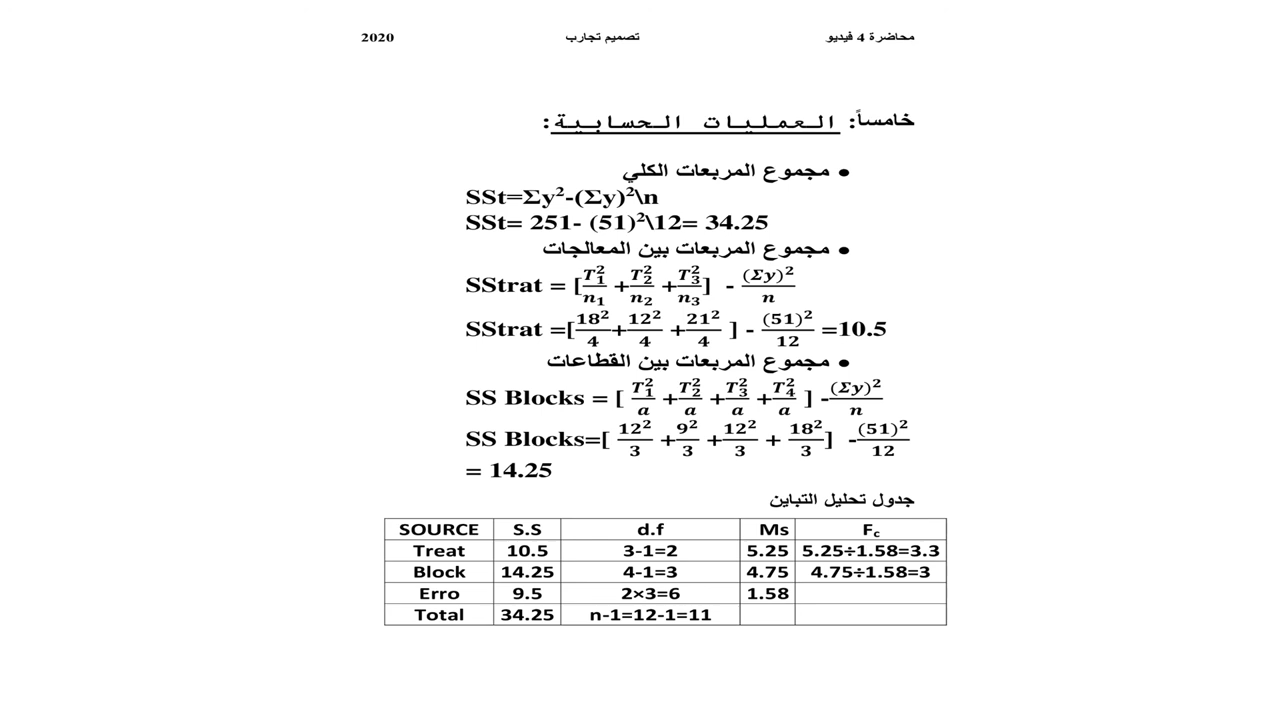 محاضرة 4 فيديو تصميم تجارب 2020
خامساً: العمليات الحسابية:
• مجموع المربعات الكلي
SSt=Σy²-(Σy)²\n
SSt= 251- (51)²\12= 34.25
• مجموع المربعات بين المعالجات
SStrat = [T₁²/n₁ +T₂²/n₂ +T₃²/n₃] - (Σy)²/n
SStrat =[18²/4+12²/4 +21²/4 ] - (51)²/12 =10.5
• مجموع المربعات بين القطاعات
SS Blocks = [ T₁²/a +T₂²/a +T₃²/a +T₄²/a ] -(Σy)²/n
SS Blocks=[ 12²/3 +9²/3 +12²/3 + 18²/3] -(51)²/12
= 14.25
جدول تحليل التباين
SOURCE S.S d.f Ms F꜀
Treat 10.5 3-1=2 5.25 5.25÷1.58=3.3
Block 14.25 4-1=3 4.75 4.75÷1.58=3
Erro 9.5 2×3=6 1.58
Total 34.25 n-1=12-1=11